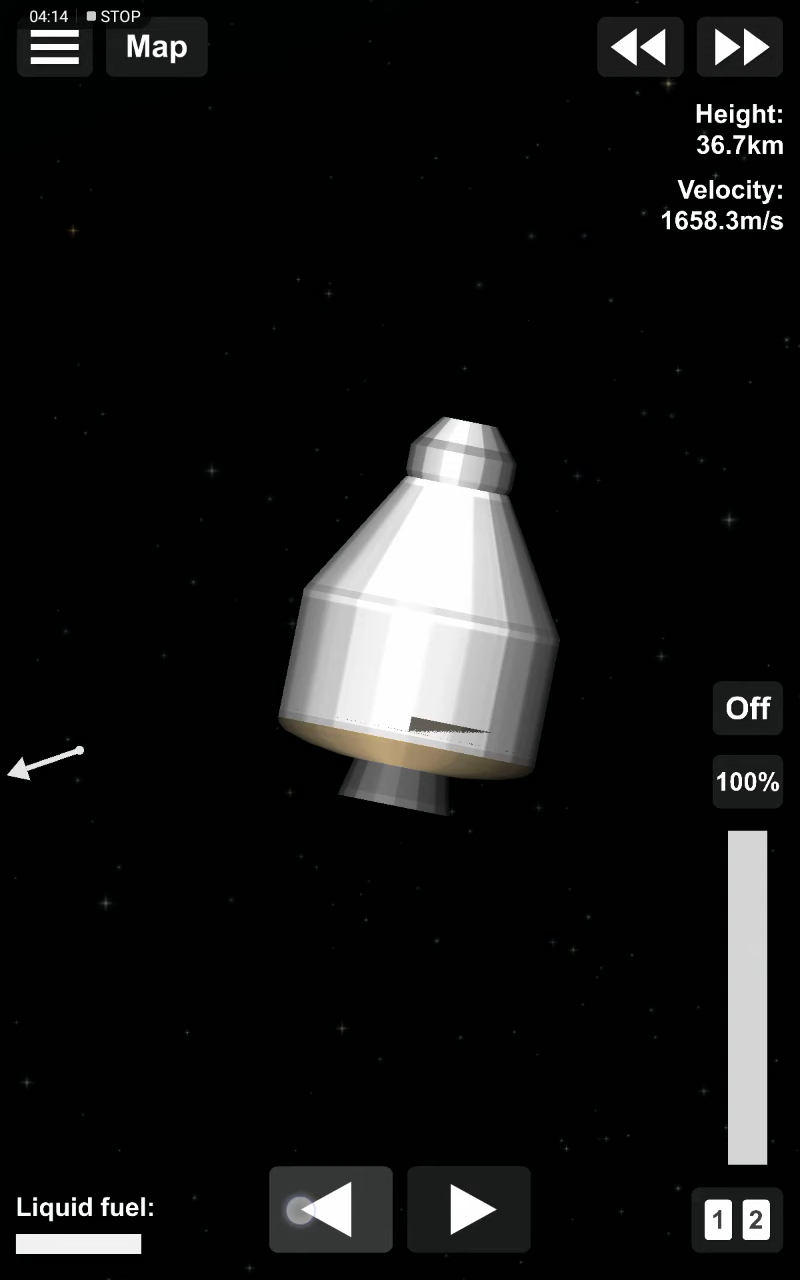 04:14 STOP
Map
Height:
36.7km
Velocity:
1658.3m/s
Off
100%
Liquid fuel:
1 2